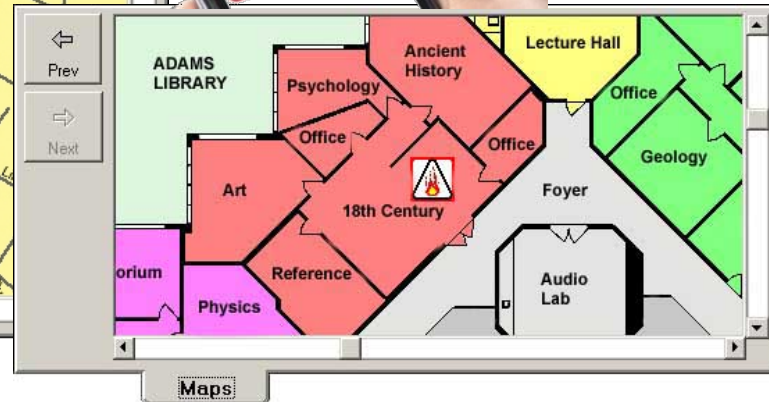 Prev
Next
ADAMS
LIBRARY
Psychology
Ancient
History
Lecture Hall
Office
Office
Office
Geology
Art
18th Century
Foyer
orium
Physics
Reference
Audio
Lab
Maps